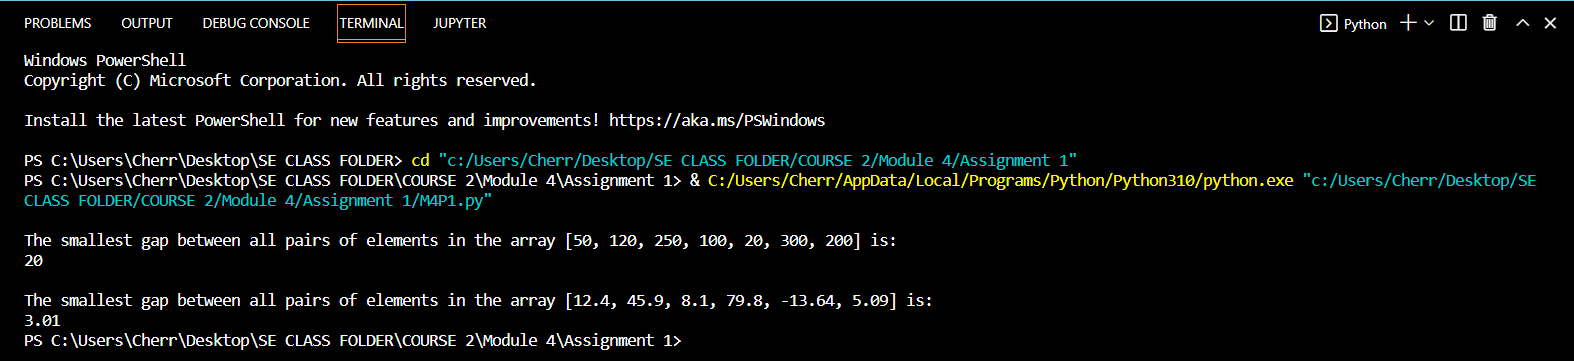 PROBLEMS OUTPUT DEBUG CONSOLE TERMINAL JUPYTER Python
Windows PowerShell
Copyright (C) Microsoft Corporation. All rights reserved.
Install the latest PowerShell for new features and improvements! https://aka.ms/PSWindows
PS C:\Users\Cherr\Desktop\SE CLASS FOLDER> cd "c:/Users/Cherr/Desktop/SE CLASS FOLDER/COURSE 2/Module 4/Assignment 1"
PS C:\Users\Cherr\Desktop\SE CLASS FOLDER\COURSE 2\Module 4\Assignment 1> & C:/Users/Cherr/AppData/Local/Programs/Python/Python310/python.exe "c:/Users/Cherr/Desktop/SE
CLASS FOLDER/COURSE 2/Module 4/Assignment 1/M4P1.py"
The smallest gap between all pairs of elements in the array [50, 120, 250, 100, 20, 300, 200] is:
20
The smallest gap between all pairs of elements in the array [12.4, 45.9, 8.1, 79.8, -13.64, 5.09] is:
3.01
PS C:\Users\Cherr\Desktop\SE CLASS FOLDER\COURSE 2\Module 4\Assignment 1>